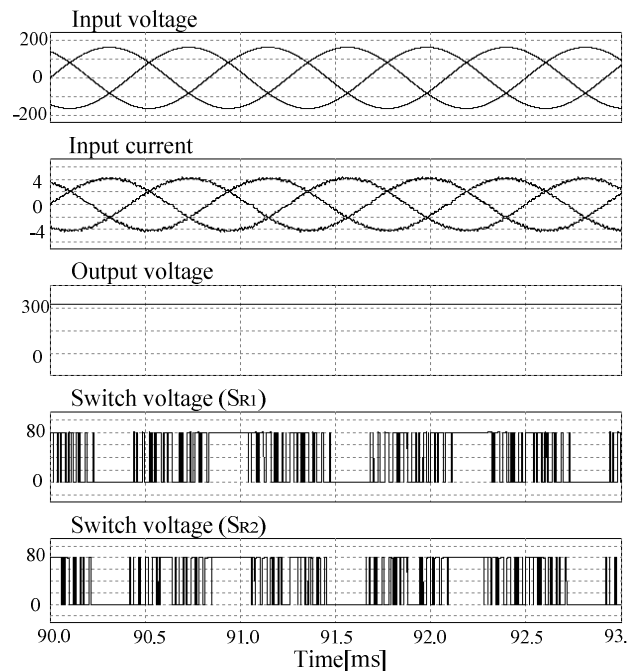 Input voltage
200
0
-200
Input current
4
0
-4
Output voltage
300
0
Switch voltage (SR1)
80
0
Switch voltage (SR2)
80
0
90.0 90.5 91.0 91.5 92.0 92.5 93.
Time[ms]